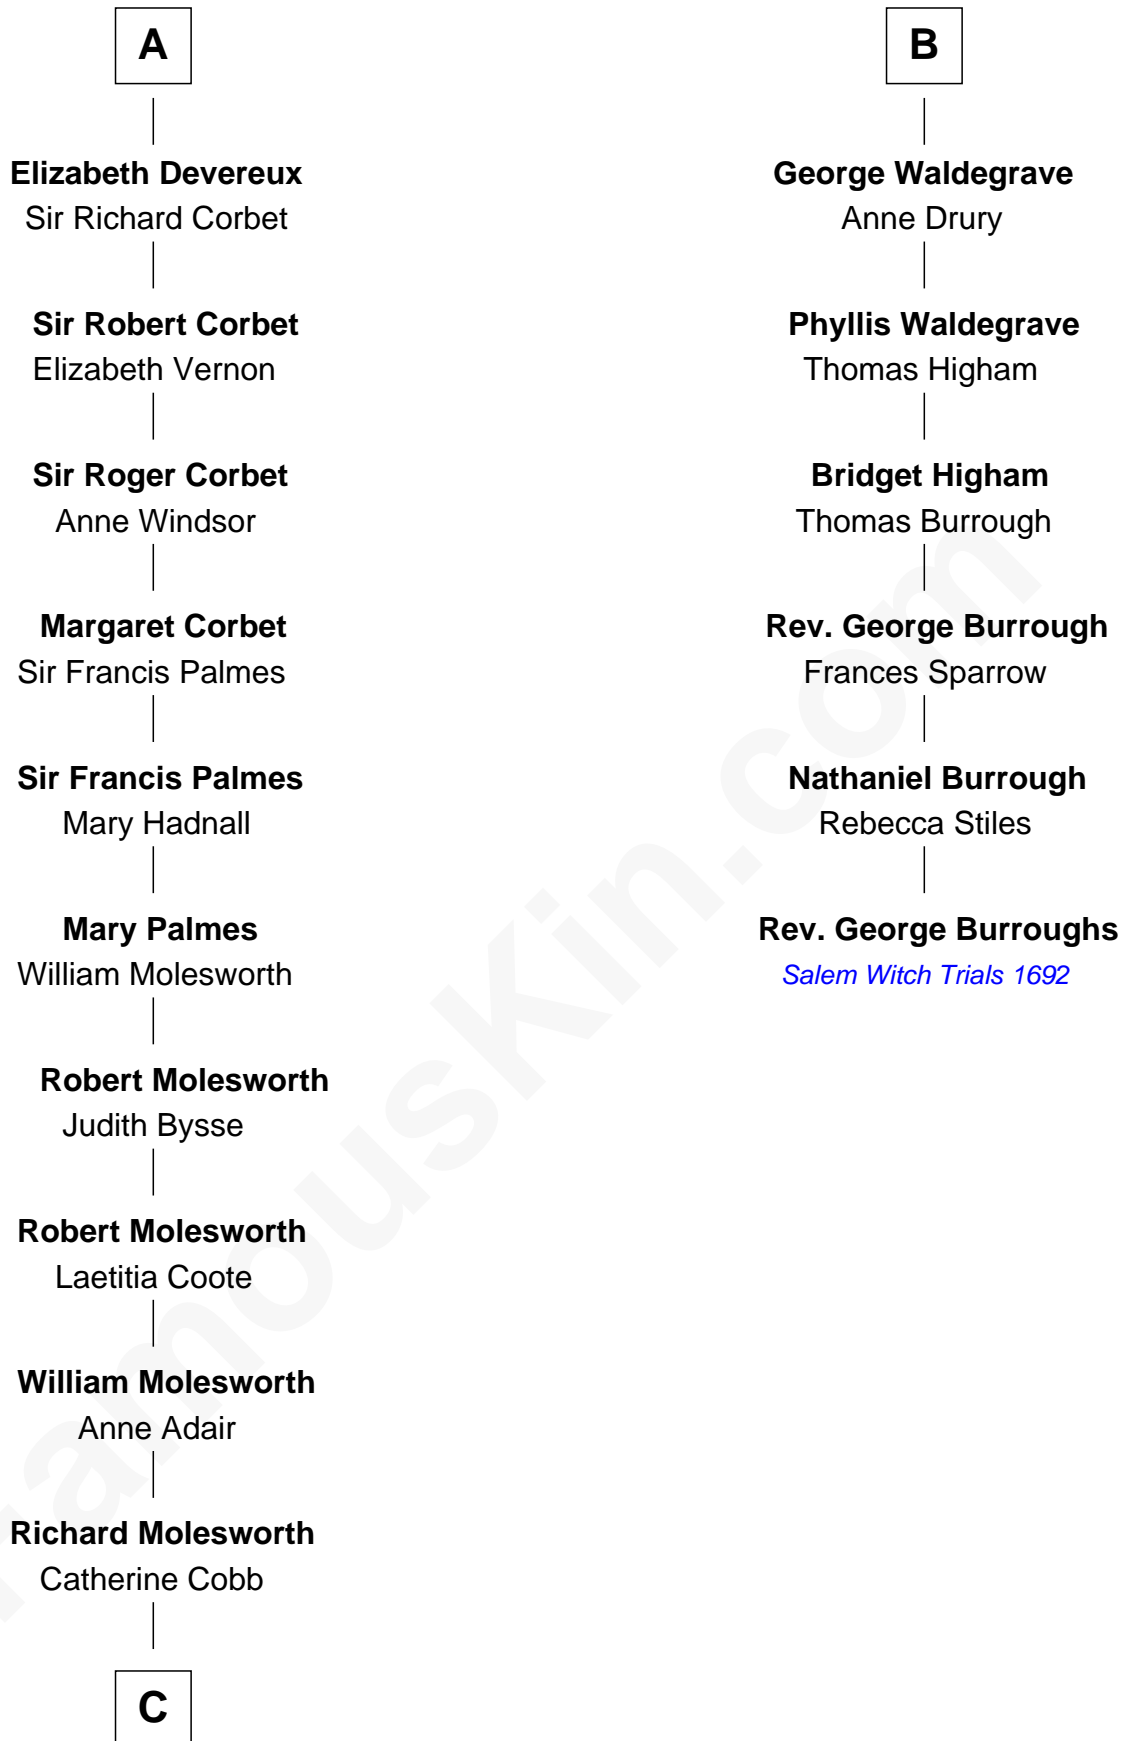 A
Elizabeth Devereux
Sir Richard Corbet
Sir Robert Corbet
Elizabeth Vernon
Sir Roger Corbet
Anne Windsor
Margaret Corbet
Sir Francis Palmes
Sir Francis Palmes
Mary Hadnall
Mary Palmes
William Molesworth
Robert Molesworth
Judith Bysse
Robert Molesworth
Laetitia Coote
William Molesworth
Anne Adair
Richard Molesworth
Catherine Cobb
C
B
George Waldegrave
Anne Drury
Phyllis Waldegrave
Thomas Higham
Bridget Higham
Thomas Burrough
Rev. George Burrough
Frances Sparrow
Nathaniel Burrough
Rebecca Stiles
Rev. George Burroughs
Salem Witch Trials 1692
FamousKin.com